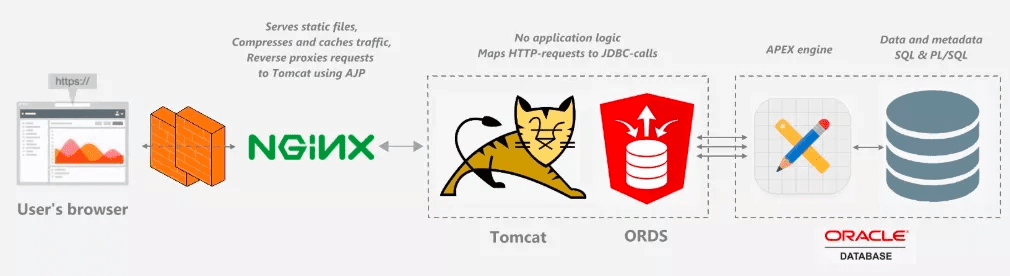 Serves static files,
Compresses and caches traffic,
Reverse proxies requests
to Tomcat using AJP
No application logic
Maps HTTP-requests to JDBC-calls
APEX engine
Data and metadata
SQL & PL/SQL
https://
NGiNX
User's browser
Tomcat
ORDS
ORACLE®
DATABASE